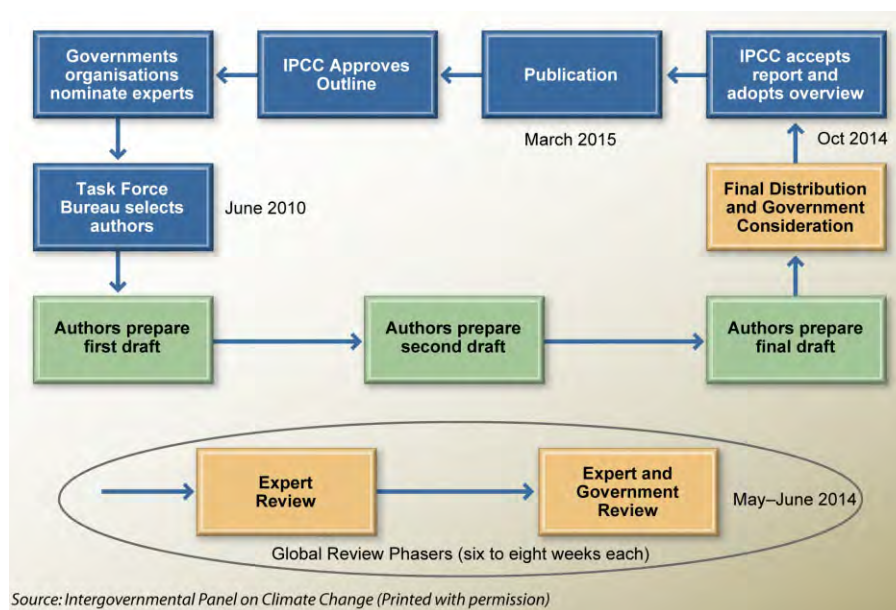 Governments
organisations
nominate experts
IPCC Approves
Outline
Publication
IPCC accepts
report and
adopts overview
March 2015
Oct 2014
Task Force
Bureau selects
authors
June 2010
Final Distribution
and Government
Consideration
Authors prepare
first draft
Authors prepare
second draft
Authors prepare
final draft
Expert
Review
Expert and
Government
Review
May–June 2014
Global Review Phasers (six to eight weeks each)
Source: Intergovernmental Panel on Climate Change (Printed with permission)